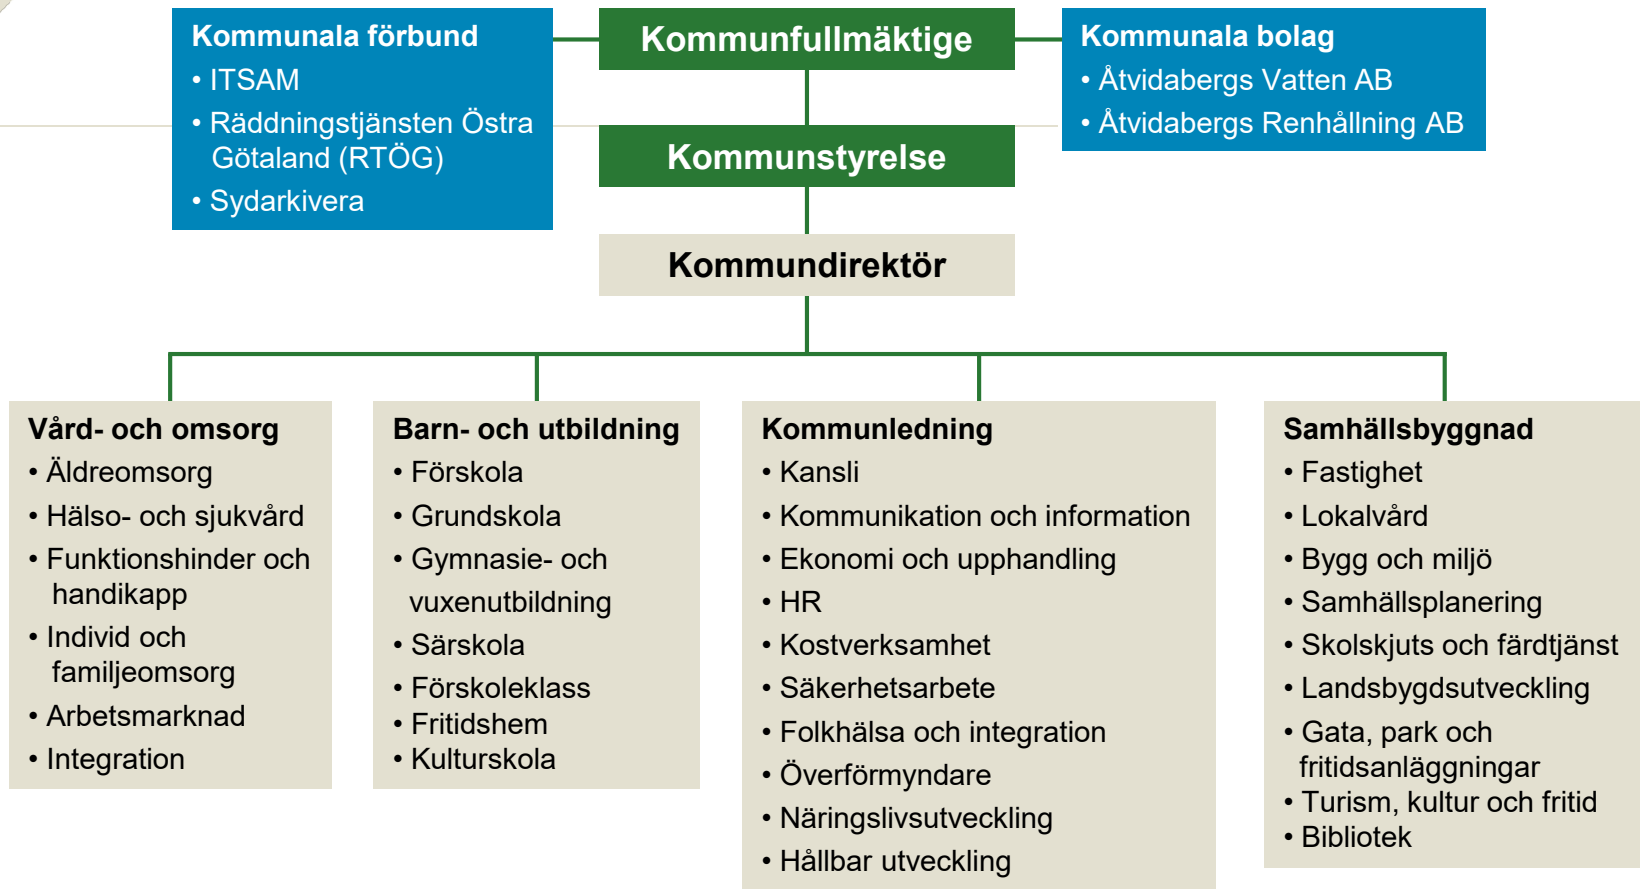 Kommunala förbund
• ITSAM
• Räddningstjänsten Östra
Götaland (RTÖG)
• Sydarkivera
Kommunfullmäktige
Kommunala bolag
• Åtvidabergs Vatten AB
• Åtvidabergs Renhållning AB
Kommunstyrelse
Kommundirektör
Vård- och omsorg
• Äldreomsorg
• Hälso- och sjukvård
• Funktionshinder och
handikapp
• Individ och
familjeomsorg
• Arbetsmarknad
• Integration
Barn- och utbildning
• Förskola
• Grundskola
• Gymnasie- och
vuxenutbildning
• Särskola
• Förskoleklass
• Fritidshem
• Kulturskola
Kommunledning
• Kansli
• Kommunikation och information
• Ekonomi och upphandling
• HR
• Kostverksamhet
• Säkerhetsarbete
• Folkhälsa och integration
• Överförmyndare
• Näringslivsutveckling
• Hållbar utveckling
Samhällsbyggnad
• Fastighet
• Lokalvård
• Bygg och miljö
• Samhällsplanering
• Skolskjuts och färdtjänst
• Landsbygdsutveckling
• Gata, park och
fritidsanläggningar
• Turism, kultur och fritid
• Bibliotek